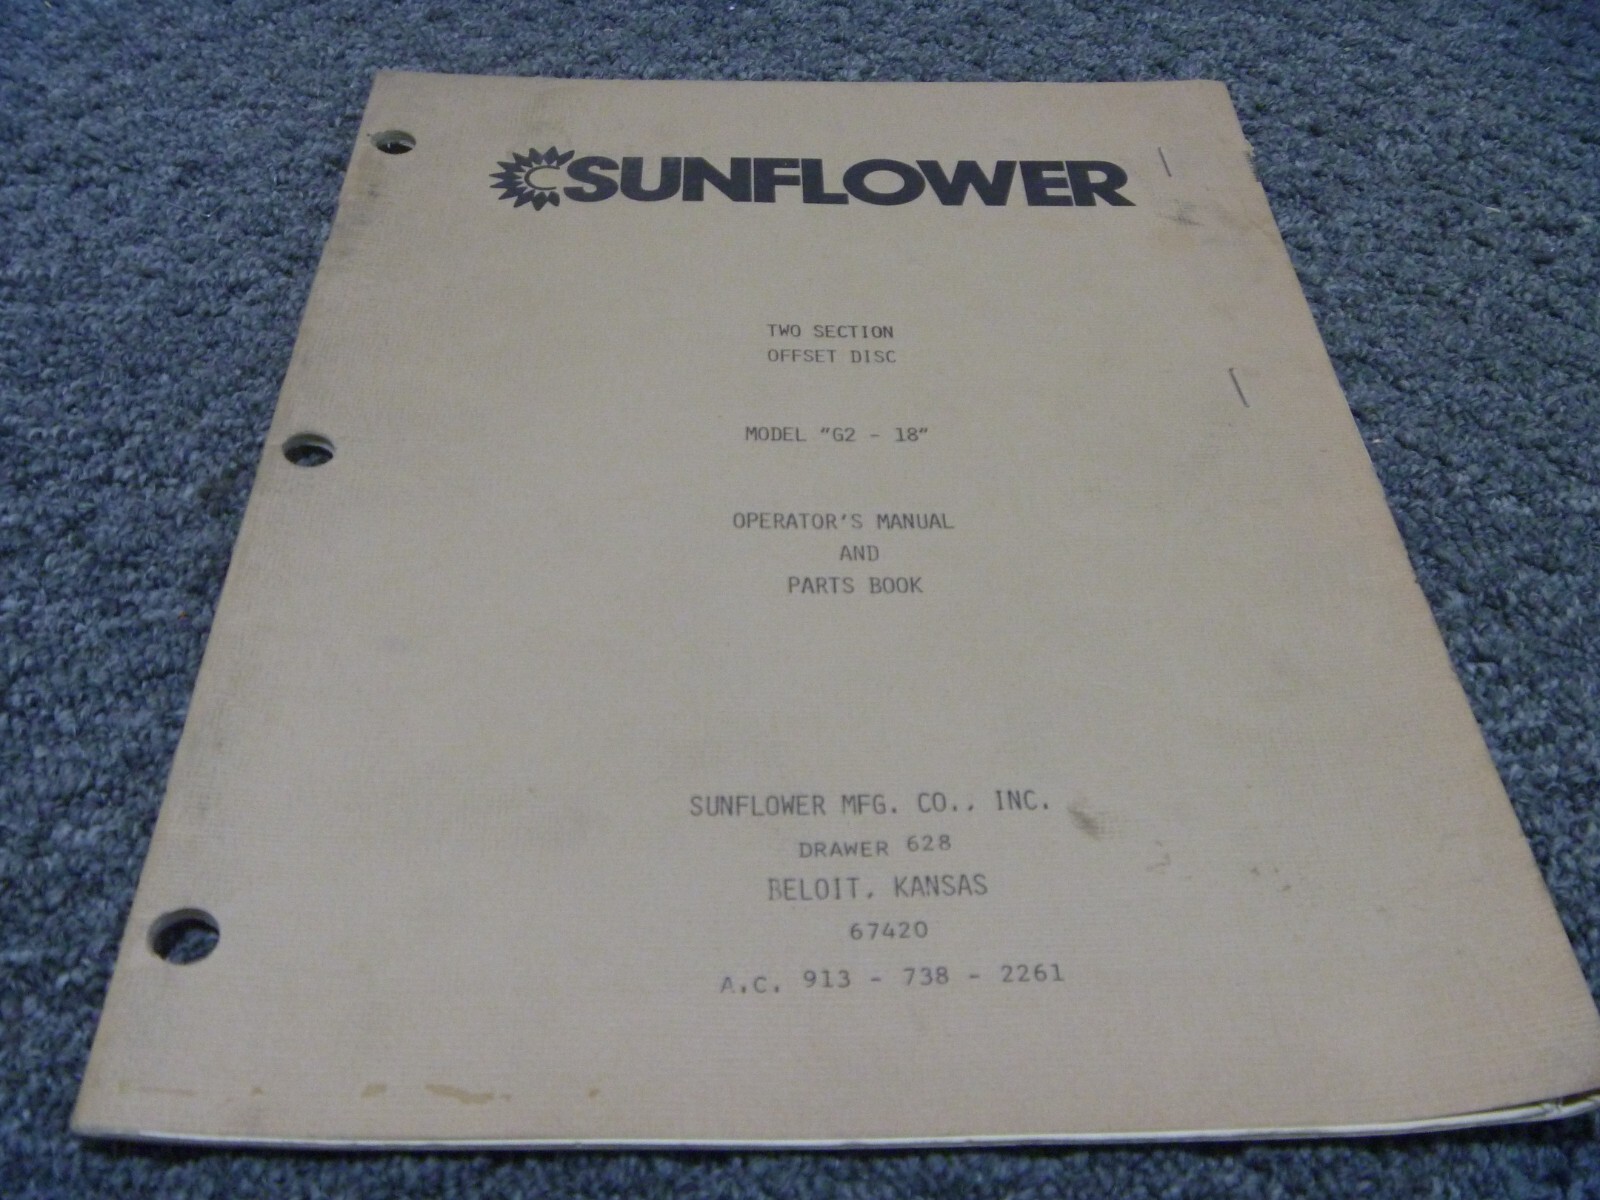 SUNFLOWER
TWO SECTION
OFFSET DISC
MODEL "G2 - 18"
OPERATOR'S MANUAL
AND
PARTS BOOK
SUNFLOWER MFG. CO., INC.
DRAWER 628
BELOIT, KANSAS
67420
A.C. 913 - 738 - 2261